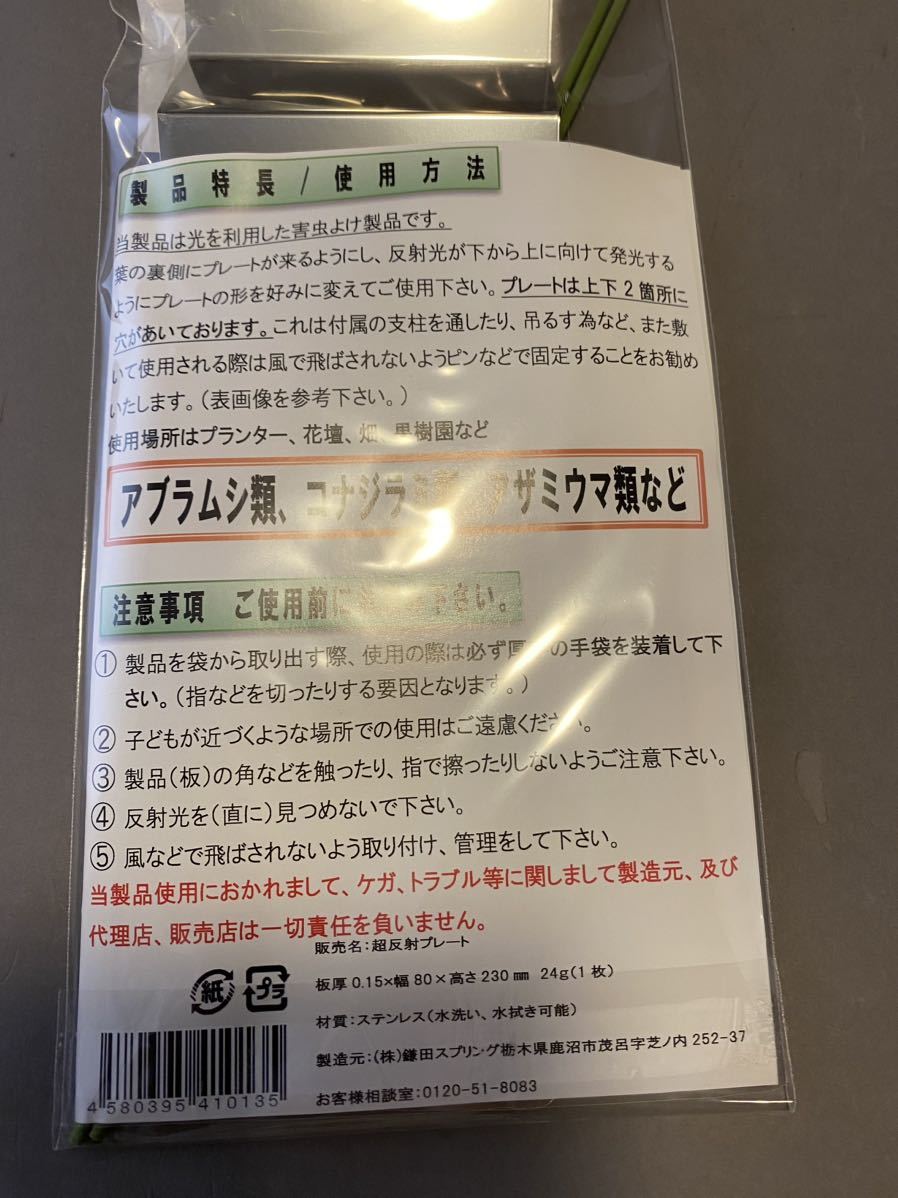 製品特長/使用方法
当製品は光を利用した害虫よけ製品です。
葉の裏側にプレートが来るようにし、反射光が下から上に向けて発光する
ようにプレートの形を好みに変えてご使用下さい。プレートは上下2箇所に
穴があいております。これは付属の支柱を通したり、吊るす為など、また敷
いて使用される際は風で飛ばされないようピンなどで固定することをお勧め
いたします。(表画像を参考下さい。)
使用場所はプランター、花壇、畑、果樹園など
アブラムシ類、コナジラミ類、アザミウマ類など
注意事項 ご使用前に 下さい。
① 製品を袋から取り出す際、使用の際は必ず厚手の手袋を装着して下
さい。(指などを切ったりする要因となります。)
② 子どもが近づくような場所での使用はご遠慮ください。
③ 製品(板)の角などを触ったり、指で擦ったりしないようご注意下さい。
④ 反射光を(直に)見つめないで下さい。
⑤ 風などで飛ばされないよう取り付け、管理をして下さい。
当製品使用におかれまして、ケガ、トラブル等に関しまして製造元、及び
代理店、販売店は一切責任を負いません。
販売名:超反射プレート
紙 プラ
板厚0.15×幅80×高さ230㎜ 24g(1枚)
材質:ステンレス(水洗い、水拭き可能)
製造元:(株)鎌田スプリング栃木県鹿沼市茂呂字芝ノ内252-37
お客様相談室:0120-51-8083
4580395410135